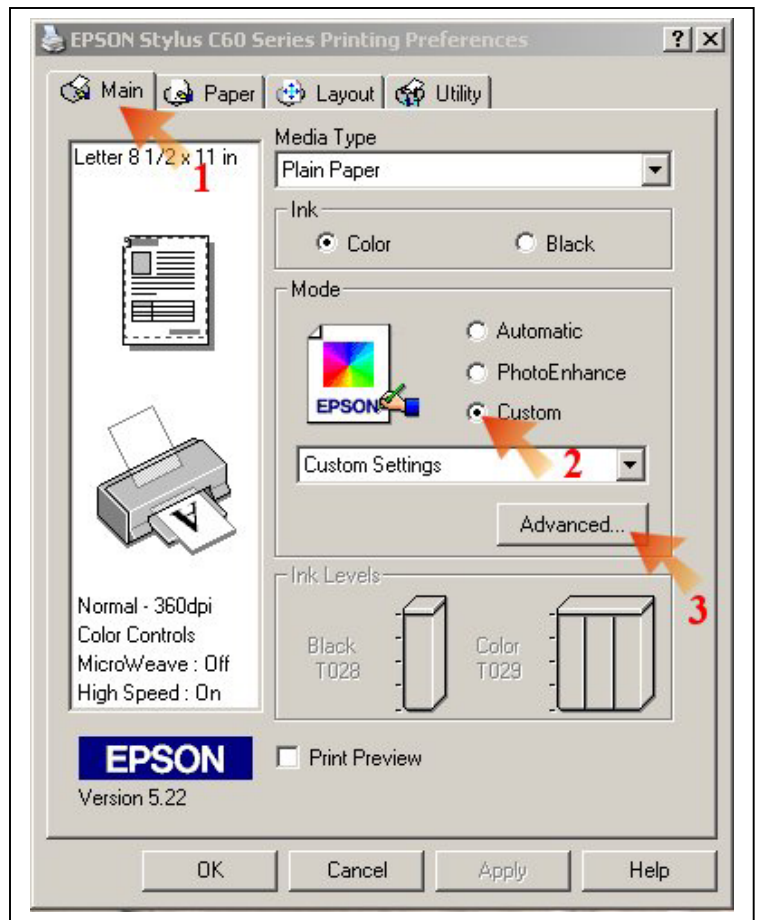 EPSON Stylus C60 Series Printing Preferences
? X
Main Paper Layout Utility
1
Letter 8 1/2 x 11 in
A
Normal - 360dpi
Color Controls
MicroWeave : Off
High Speed : On
EPSON
Version 5.22
Media Type
Plain Paper
Ink
Color Black
Mode
EPSON
Automatic
PhotoEnhance
Custom
2
Custom Settings
Advanced...
3
Ink Levels
Black
T028
Color
T029
Print Preview
OK Cancel Apply Help